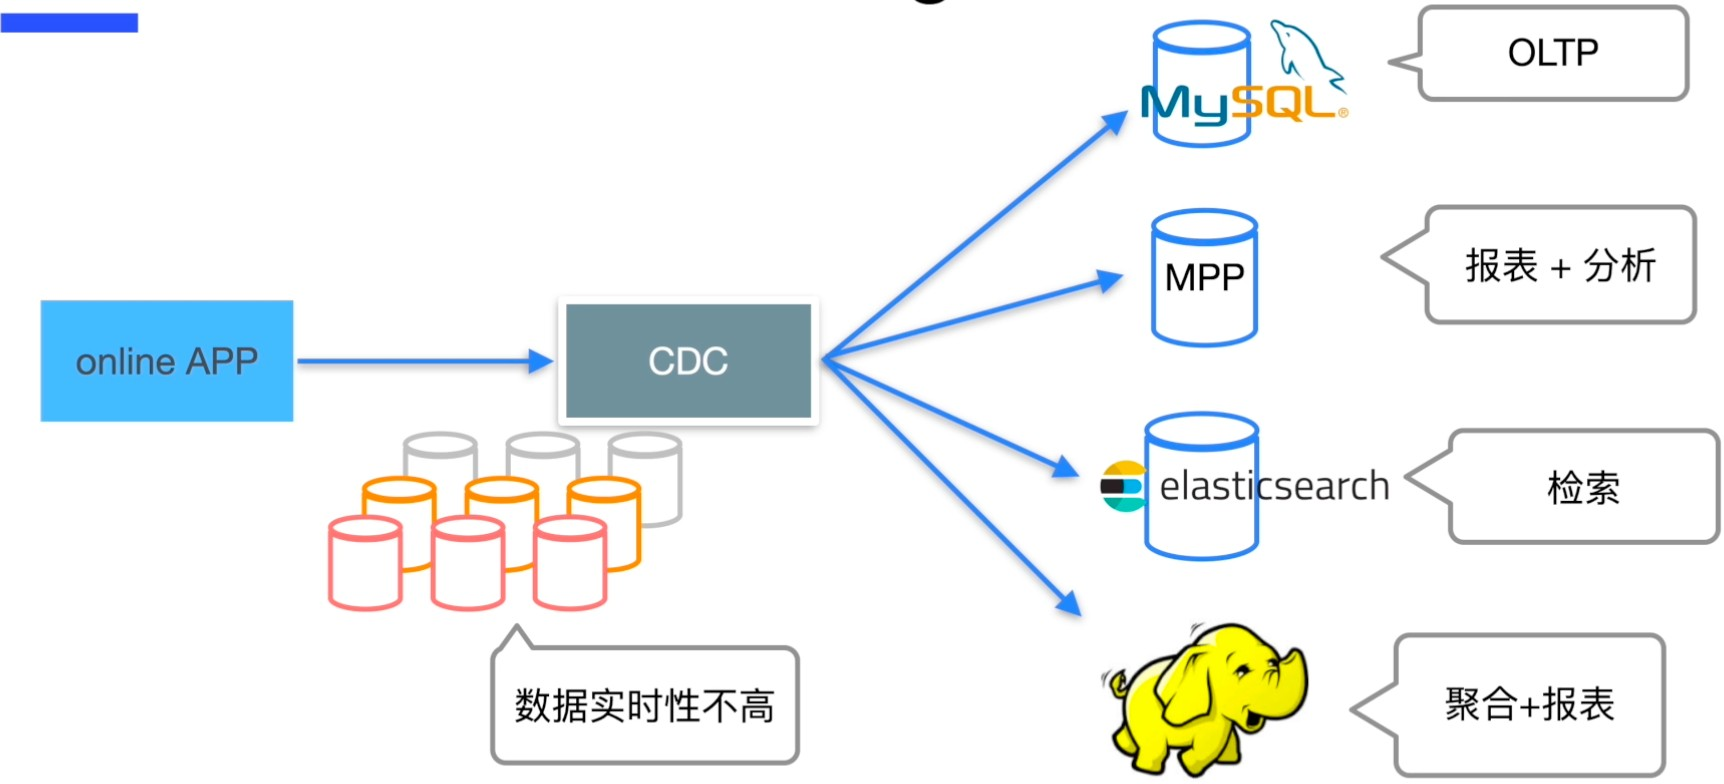 OLTP
MySQL®
MPP
报表 + 分析
online APP
CDC
elasticsearch
检索
数据实时性不高
聚合+报表